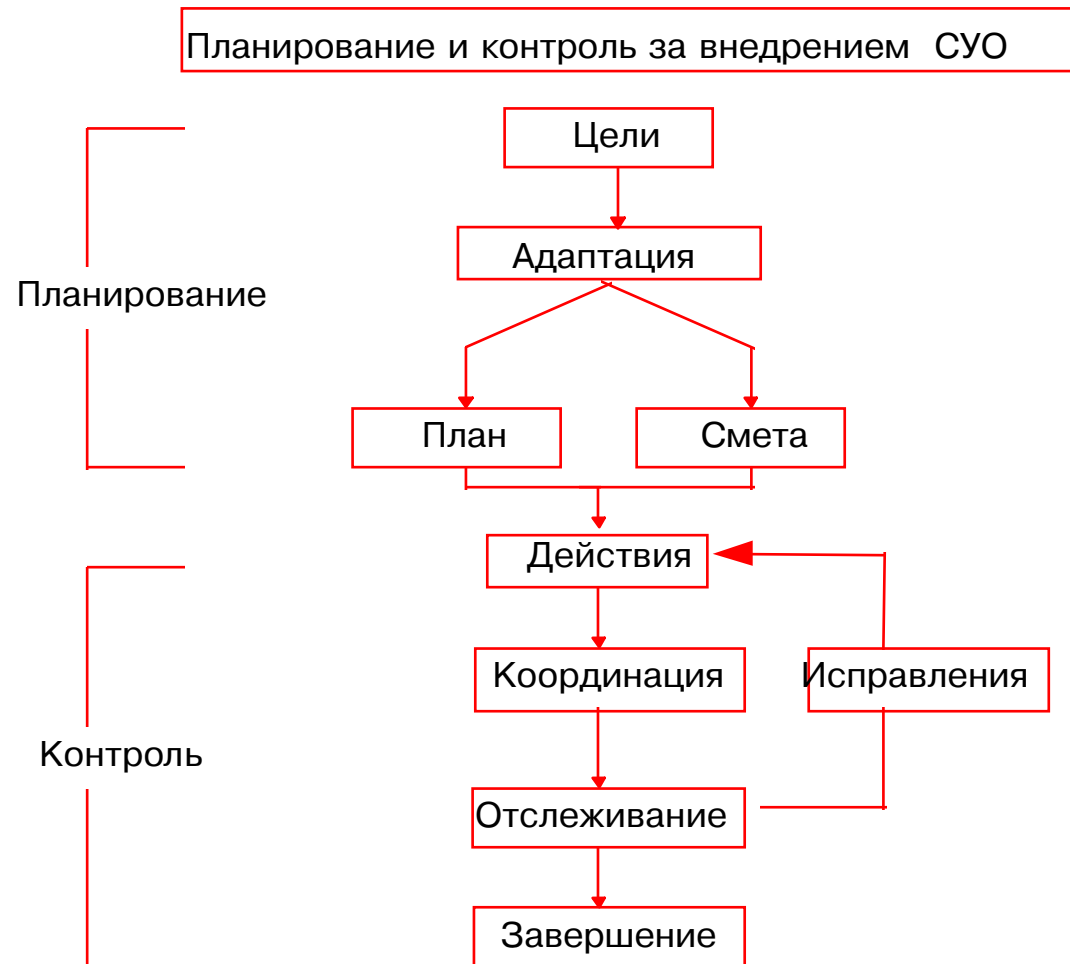 Планирование и контроль за внедрением СУО
Цели
Адаптация
Планирование
План
Смета
Действия
Координация
Исправления
Контроль
Отслеживание
Завершение